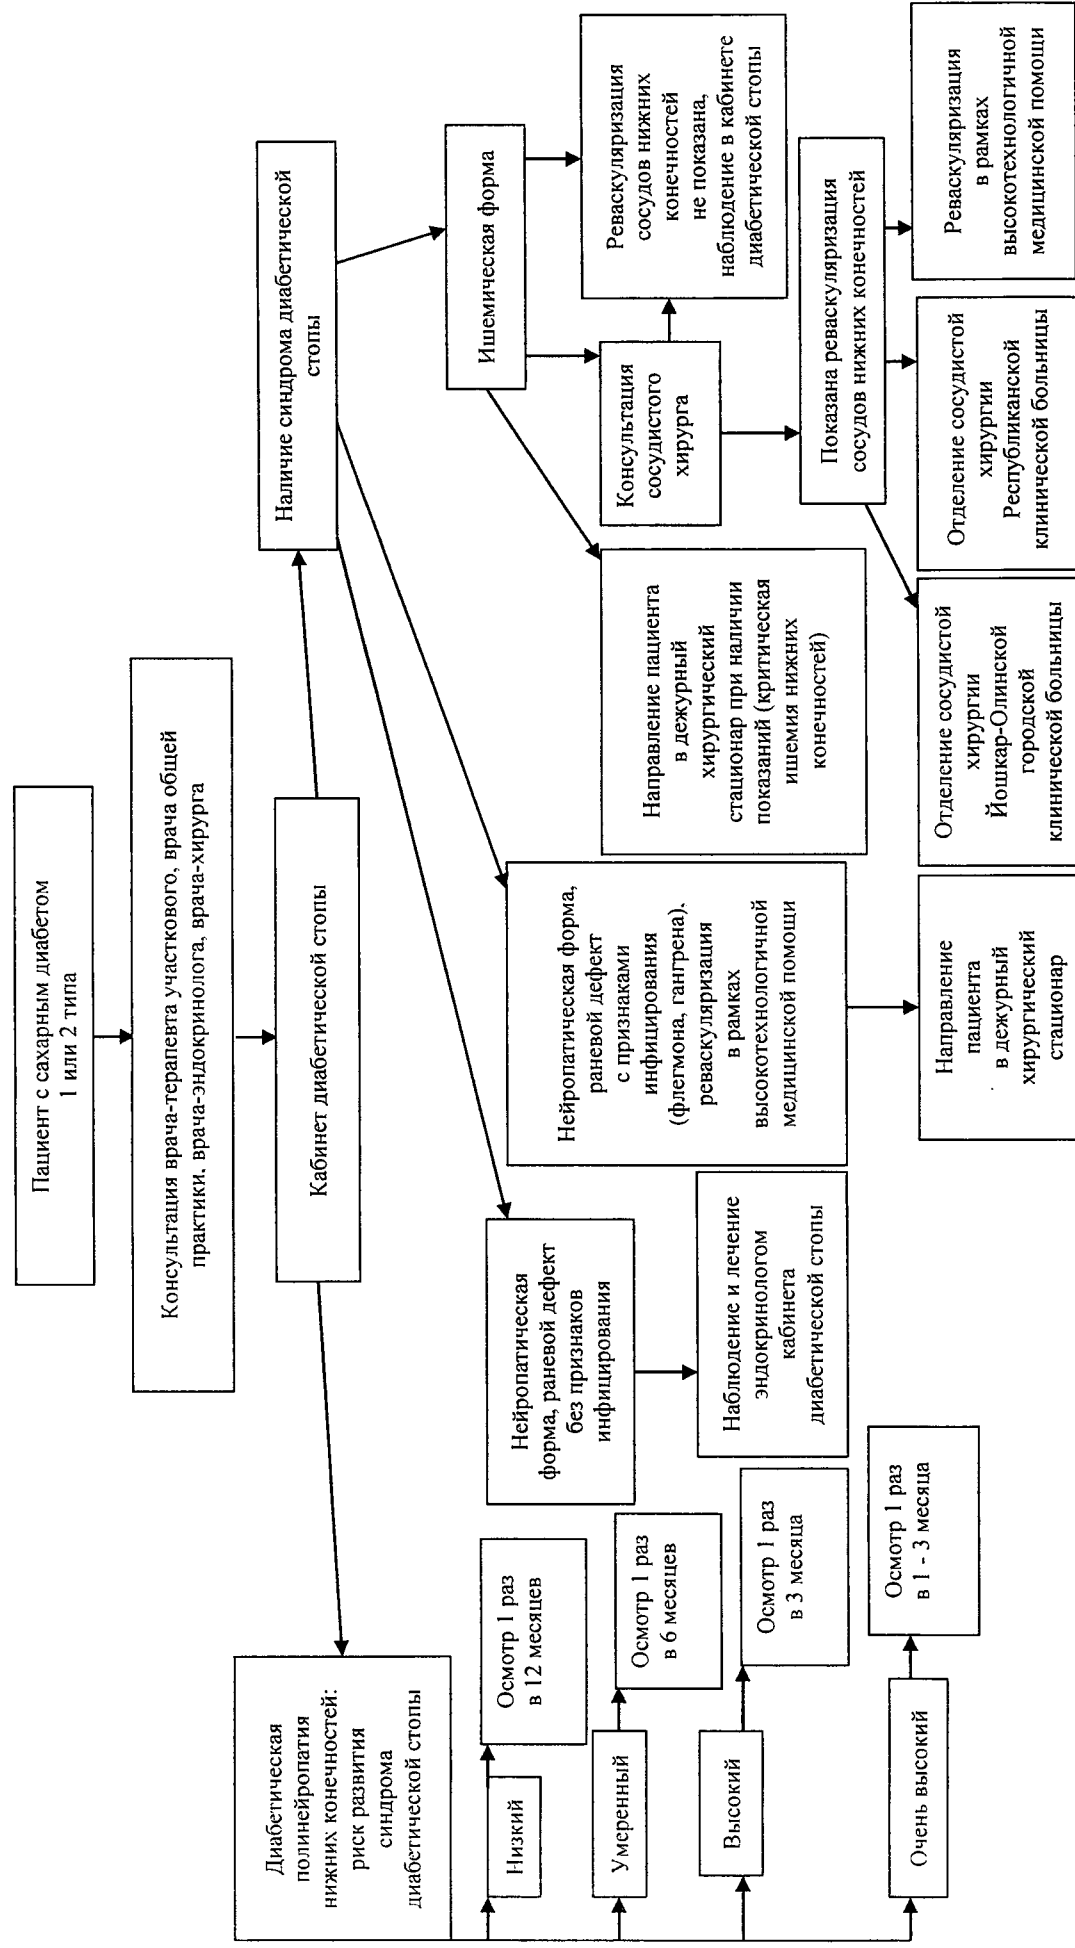 Пациент с сахарным диабетом
1 или 2 типа
Консультация врача-терапевта участкового, врача общей
практики. врача-эндокринолога, врача-хирурга
Кабинет диабетической стопы
Диабетическая
полинейропатия
нижних конечностей:
риск развития
синдрома
диабетической стопы
Наличие синдрома диабетической
стопы
Низкий
Осмотр 1 раз
в 12 месяцев
Умеренный
Осмотр 1 раз
в 6 месяцев
Высокий
Осмотр 1 раз
в 3 месяца
Очень высокий
Осмотр 1 раз
в 1 - 3 месяца
Нейропатическая
форма, раневой дефект
без признаков
инфицирования
Наблюдение и лечение
эндокринологом
кабинета
диабетической стопы
Нейропатическая форма,
раневой дефект
с признаками
инфицирования
(флегмона, гангрена).
реваскуляризация
в рамках
высокотехнологичной
медицинской помощи
Направление
пациента
в дежурный
хирургический
стационар
Ишемическая форма
Направление пациента
в дежурный
хирургический
стационар при наличии
показаний (критическая
ишемия нижних
конечностей)
Консультация
сосудистого
хирурга
Реваскуляризация
сосудов нижних
конечностей
не показана,
наблюдение в кабинете
диабетической стопы
Показана реваскуляризация
сосудов нижних конечностей
Отделение сосудистой
хирургии
Йошкар-Олинской
городской
клинической больницы
Отделение сосудистой
хирургии
Республиканской
клинической больницы
Реваскуляризация
в рамках
высокотехнологичной
медицинской помощи